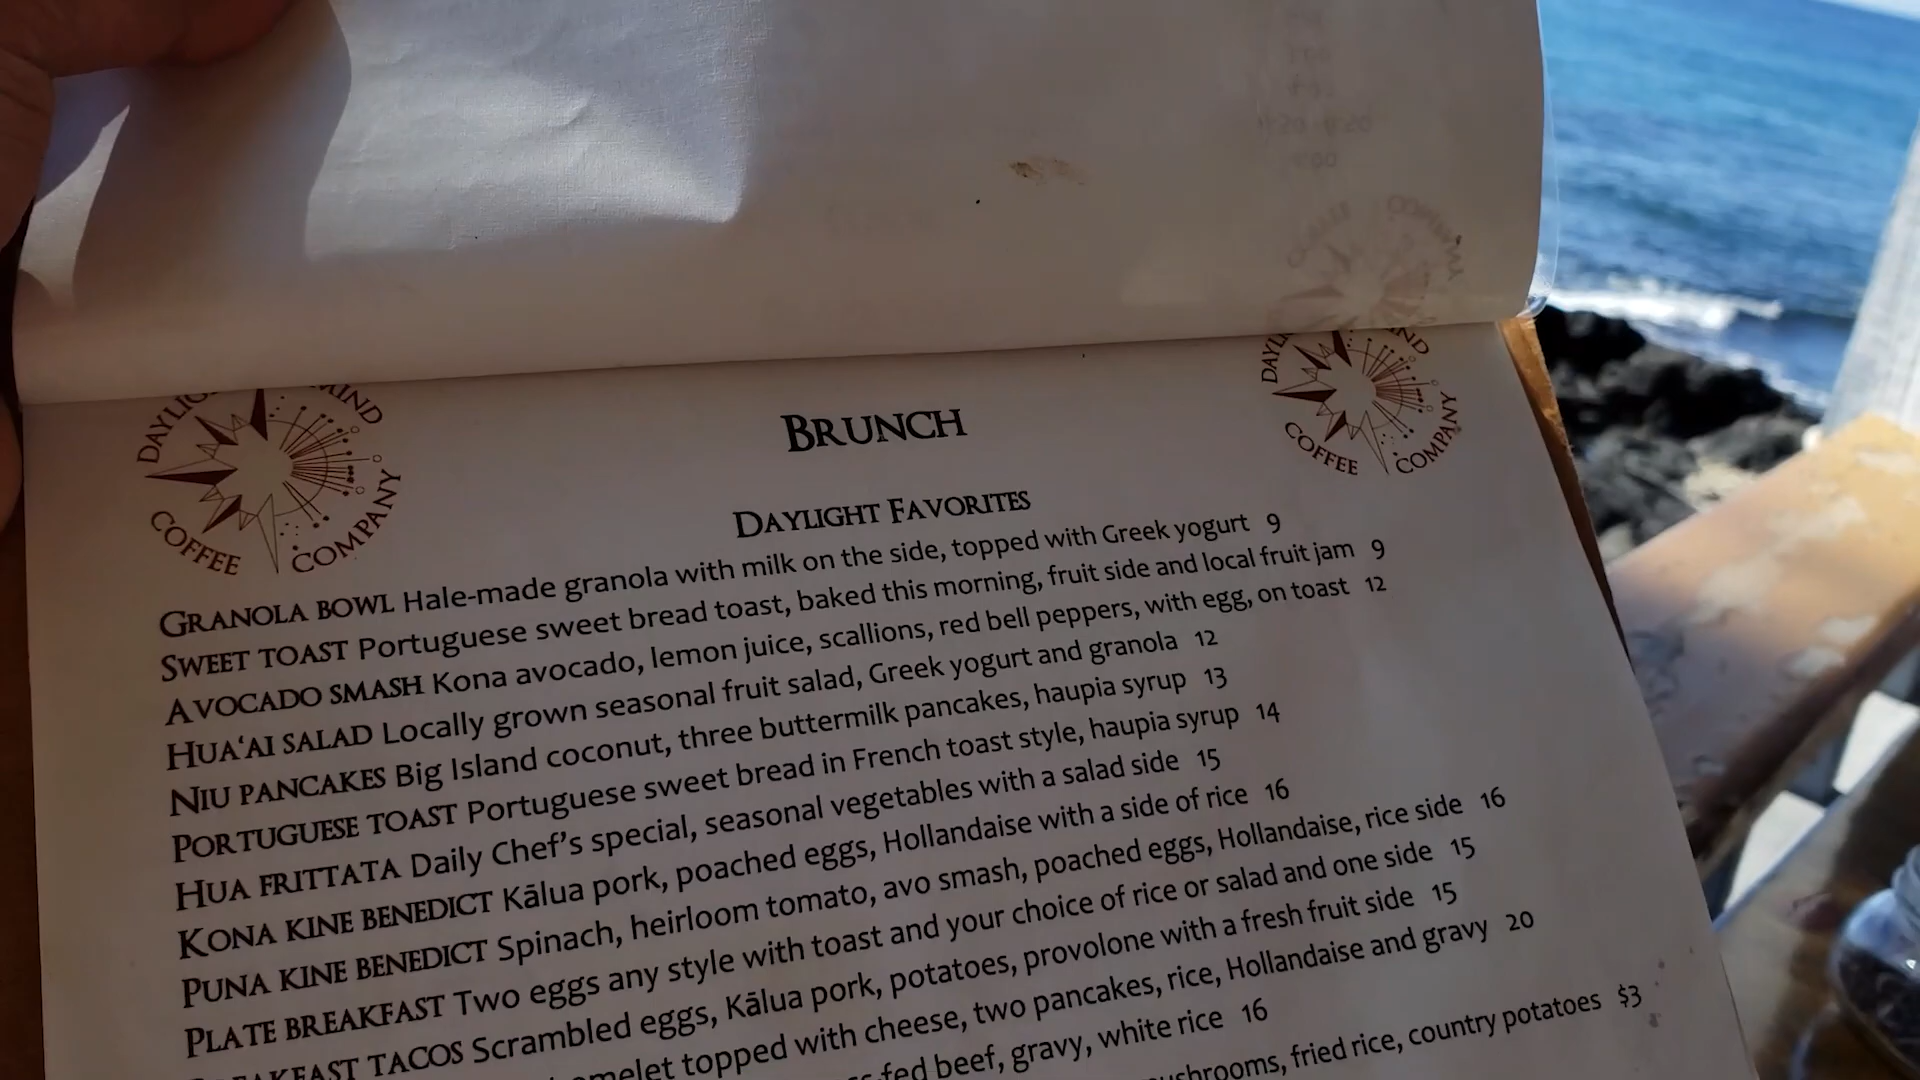 DAYLIG MIND
COFFEE COMPANY
DAYL IND
COFFEE COMPANY
BRUNCH
DAYLIGHT FAVORITES
GRANOLA BOWL Hale-made granola with milk on the side, topped with Greek yogurt 9
SWEET TOAST Portuguese sweet bread toast, baked this morning, fruit side and local fruit jam 9
AVOCADO SMASH Kona avocado, lemon juice, scallions, red bell peppers, with egg, on toast 12
HUA‘AI SALAD Locally grown seasonal fruit salad, Greek yogurt and granola 12
NIU PANCAKES Big Island coconut, three buttermilk pancakes, haupia syrup 13
PORTUGUESE TOAST Portuguese sweet bread in French toast style, haupia syrup 14
HUA FRITTATA Daily Chef’s special, seasonal vegetables with a salad side 15
KONA KINE BENEDICT Kālua pork, poached eggs, Hollandaise with a side of rice 16
PUNA KINE BENEDICT Spinach, heirloom tomato, avo smash, poached eggs, Hollandaise, rice side 16
PLATE BREAKFAST Two eggs any style with toast and your choice of rice or salad and one side 15
BREAKFAST TACOS Scrambled eggs, Kālua pork, potatoes, provolone with a fresh fruit side 15
omelet topped with cheese, two pancakes, rice, Hollandaise and gravy 20
fed beef, gravy, white rice 16
mushrooms, fried rice, country potatoes $3